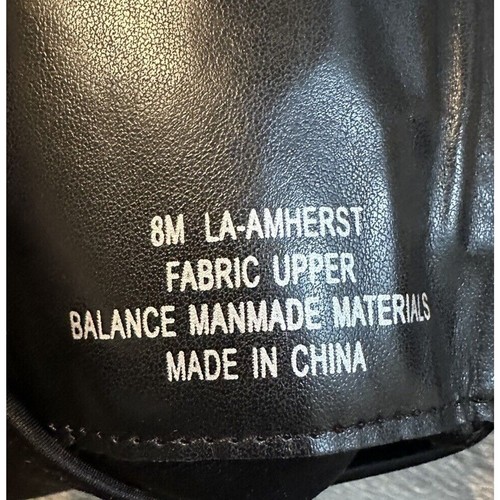 8M LA-AMHERST
FABRIC UPPER
BALANCE MANMADE MATERIALS
MADE IN CHINA